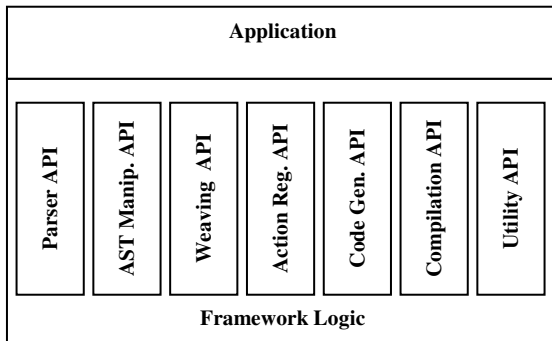 Application
Parser API
AST Manip. API
Weaving API
Action Reg. API
Code Gen. API
Compilation API
Utility API
Framework Logic